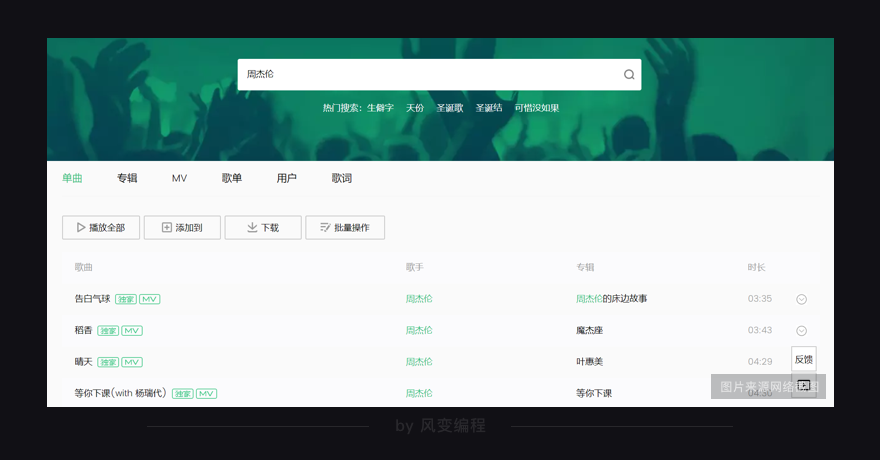 周杰伦
热门搜索: 生僻字 天份 圣诞歌 圣诞结 可惜没如果
单曲 专辑 MV 歌单 用户 歌词
播放全部 添加到 下载 批量操作
歌曲 歌手 专辑 时长
告白气球 独家 MV 周杰伦 周杰伦的床边故事 03:35
稻香 独家 MV 周杰伦 魔杰座 03:43
晴天 独家 MV 周杰伦 叶惠美 04:29
反馈
图片来源网络截图
等你下课(with 杨瑞代) 独家 MV 周杰伦 等你下课 04:30
by 风变编程